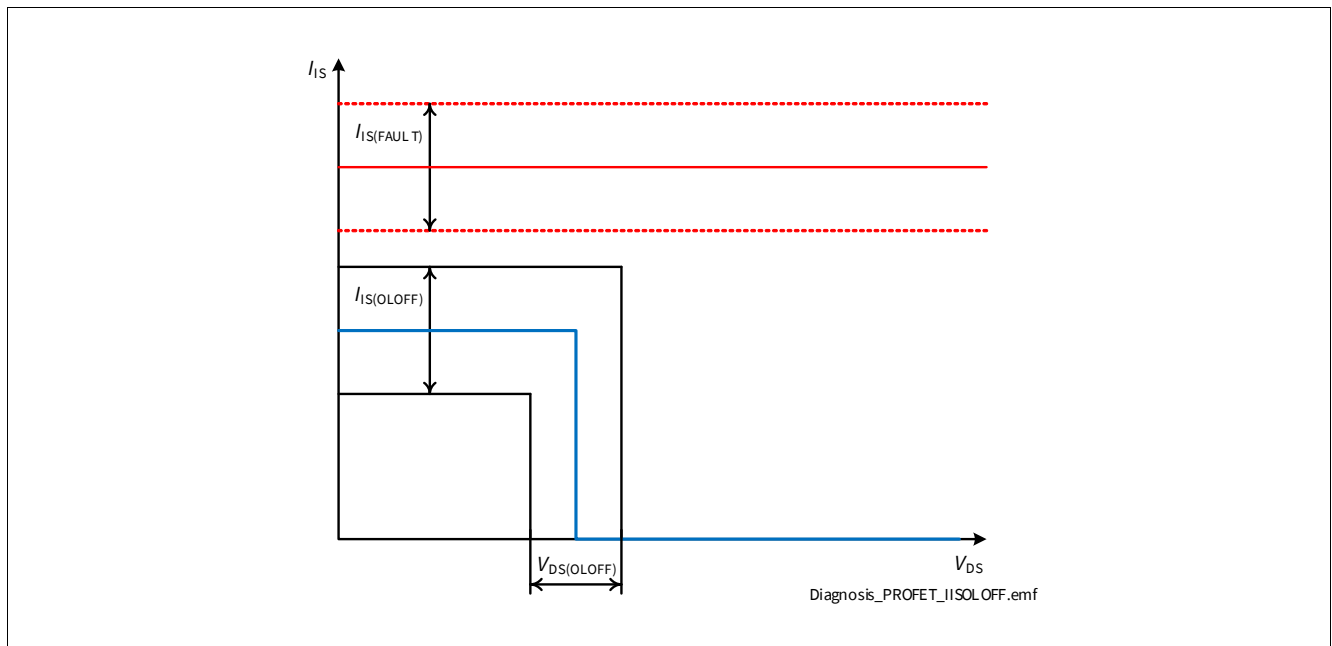 IIS
IIS(FAULT)
IIS(OLOFF)
VDS(OLOFF)
VDS
Diagnosis_PROFET_IISOLOFF.emf